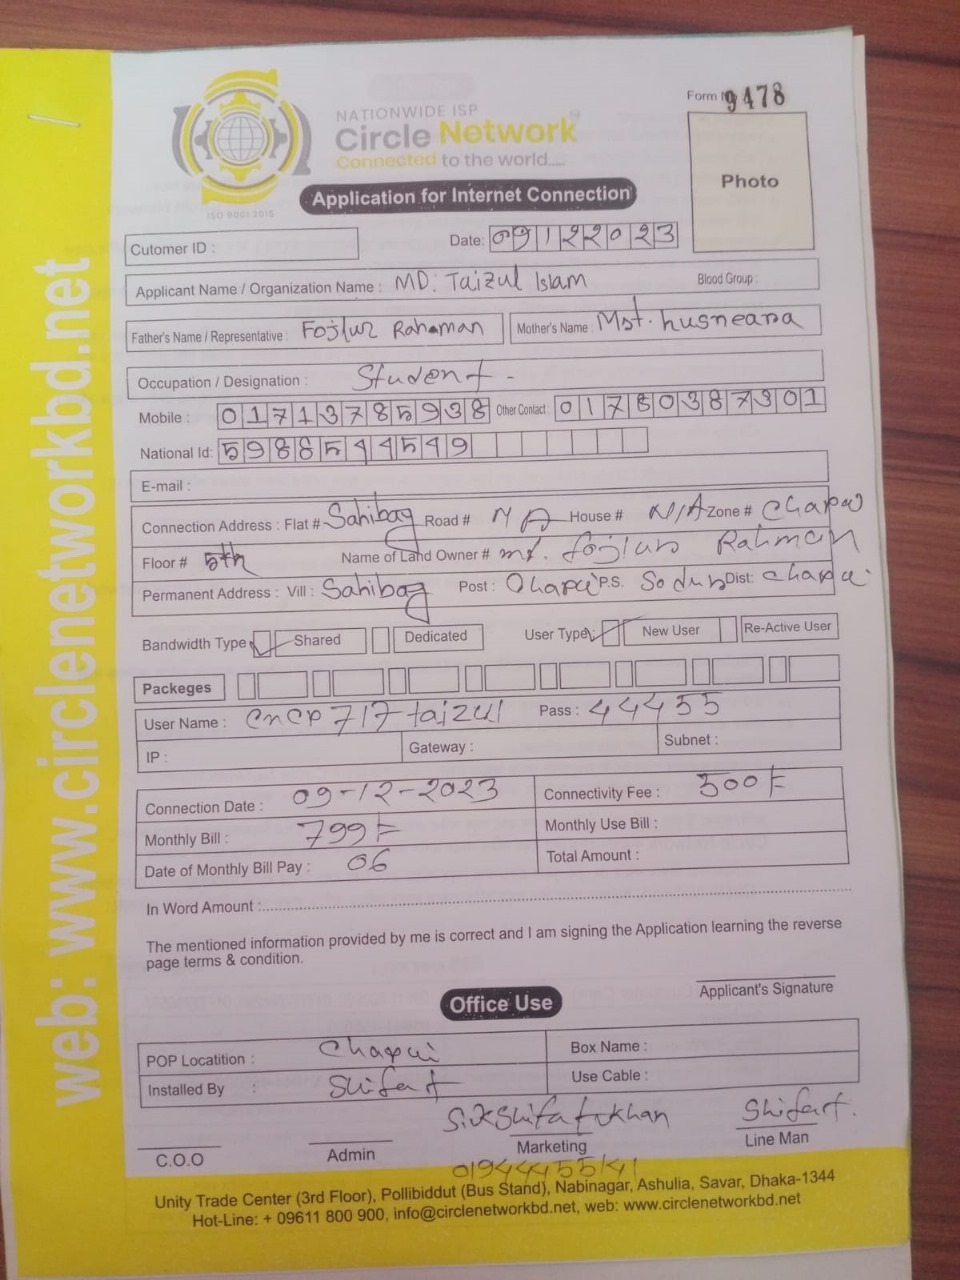 web: www.circlenetworkbd.net
NATIONWIDE ISP
Circle Network
Connected to the world.....
ISO 9001:2015
Form 9478
Photo
Application for Internet Connection
Cutomer ID :
Date: 09122023
Applicant Name / Organization Name : MD: Taizul Islam Blood Group :
Father's Name / Representative : Fojlur Rahaman Mother's Name : Mst. husneara
Occupation / Designation : Student -
Mobile : 01713785938 Other Contact : 01780387301
National Id: 5986544549
E-mail :
Connection Address : Flat # Sahibag Road # N/A House # N/A Zone # Chapai
Floor # 5th Name of Land Owner # md. fojlur Rahman
Permanent Address : Vill : Sahibag Post : Chapai P.S. Sodur Dist: Chapai
Bandwidth Type Shared Dedicated User Type New User Re-Active User
Packeges
User Name : cncp717taizul Pass : 44455
IP : Gateway : Subnet :
Connection Date : 09-12-2023 Connectivity Fee : 500/-
Monthly Bill : 799/- Monthly Use Bill :
Date of Monthly Bill Pay : 06 Total Amount :
In Word Amount :
The mentioned information provided by me is correct and I am signing the Application learning the reverse
page terms & condition.
Applicant's Signature
Office Use
POP Locatition : Chapai Box Name :
Installed By : Shifat Use Cable :
Shifat
C.O.O Admin Marketing Line Man
01944455141
Unity Trade Center (3rd Floor), Pollibiddut (Bus Stand), Nabinagar, Ashulia, Savar, Dhaka-1344
Hot-Line: + 09611 800 900, info@circlenetworkbd.net, web: www.circlenetworkbd.net